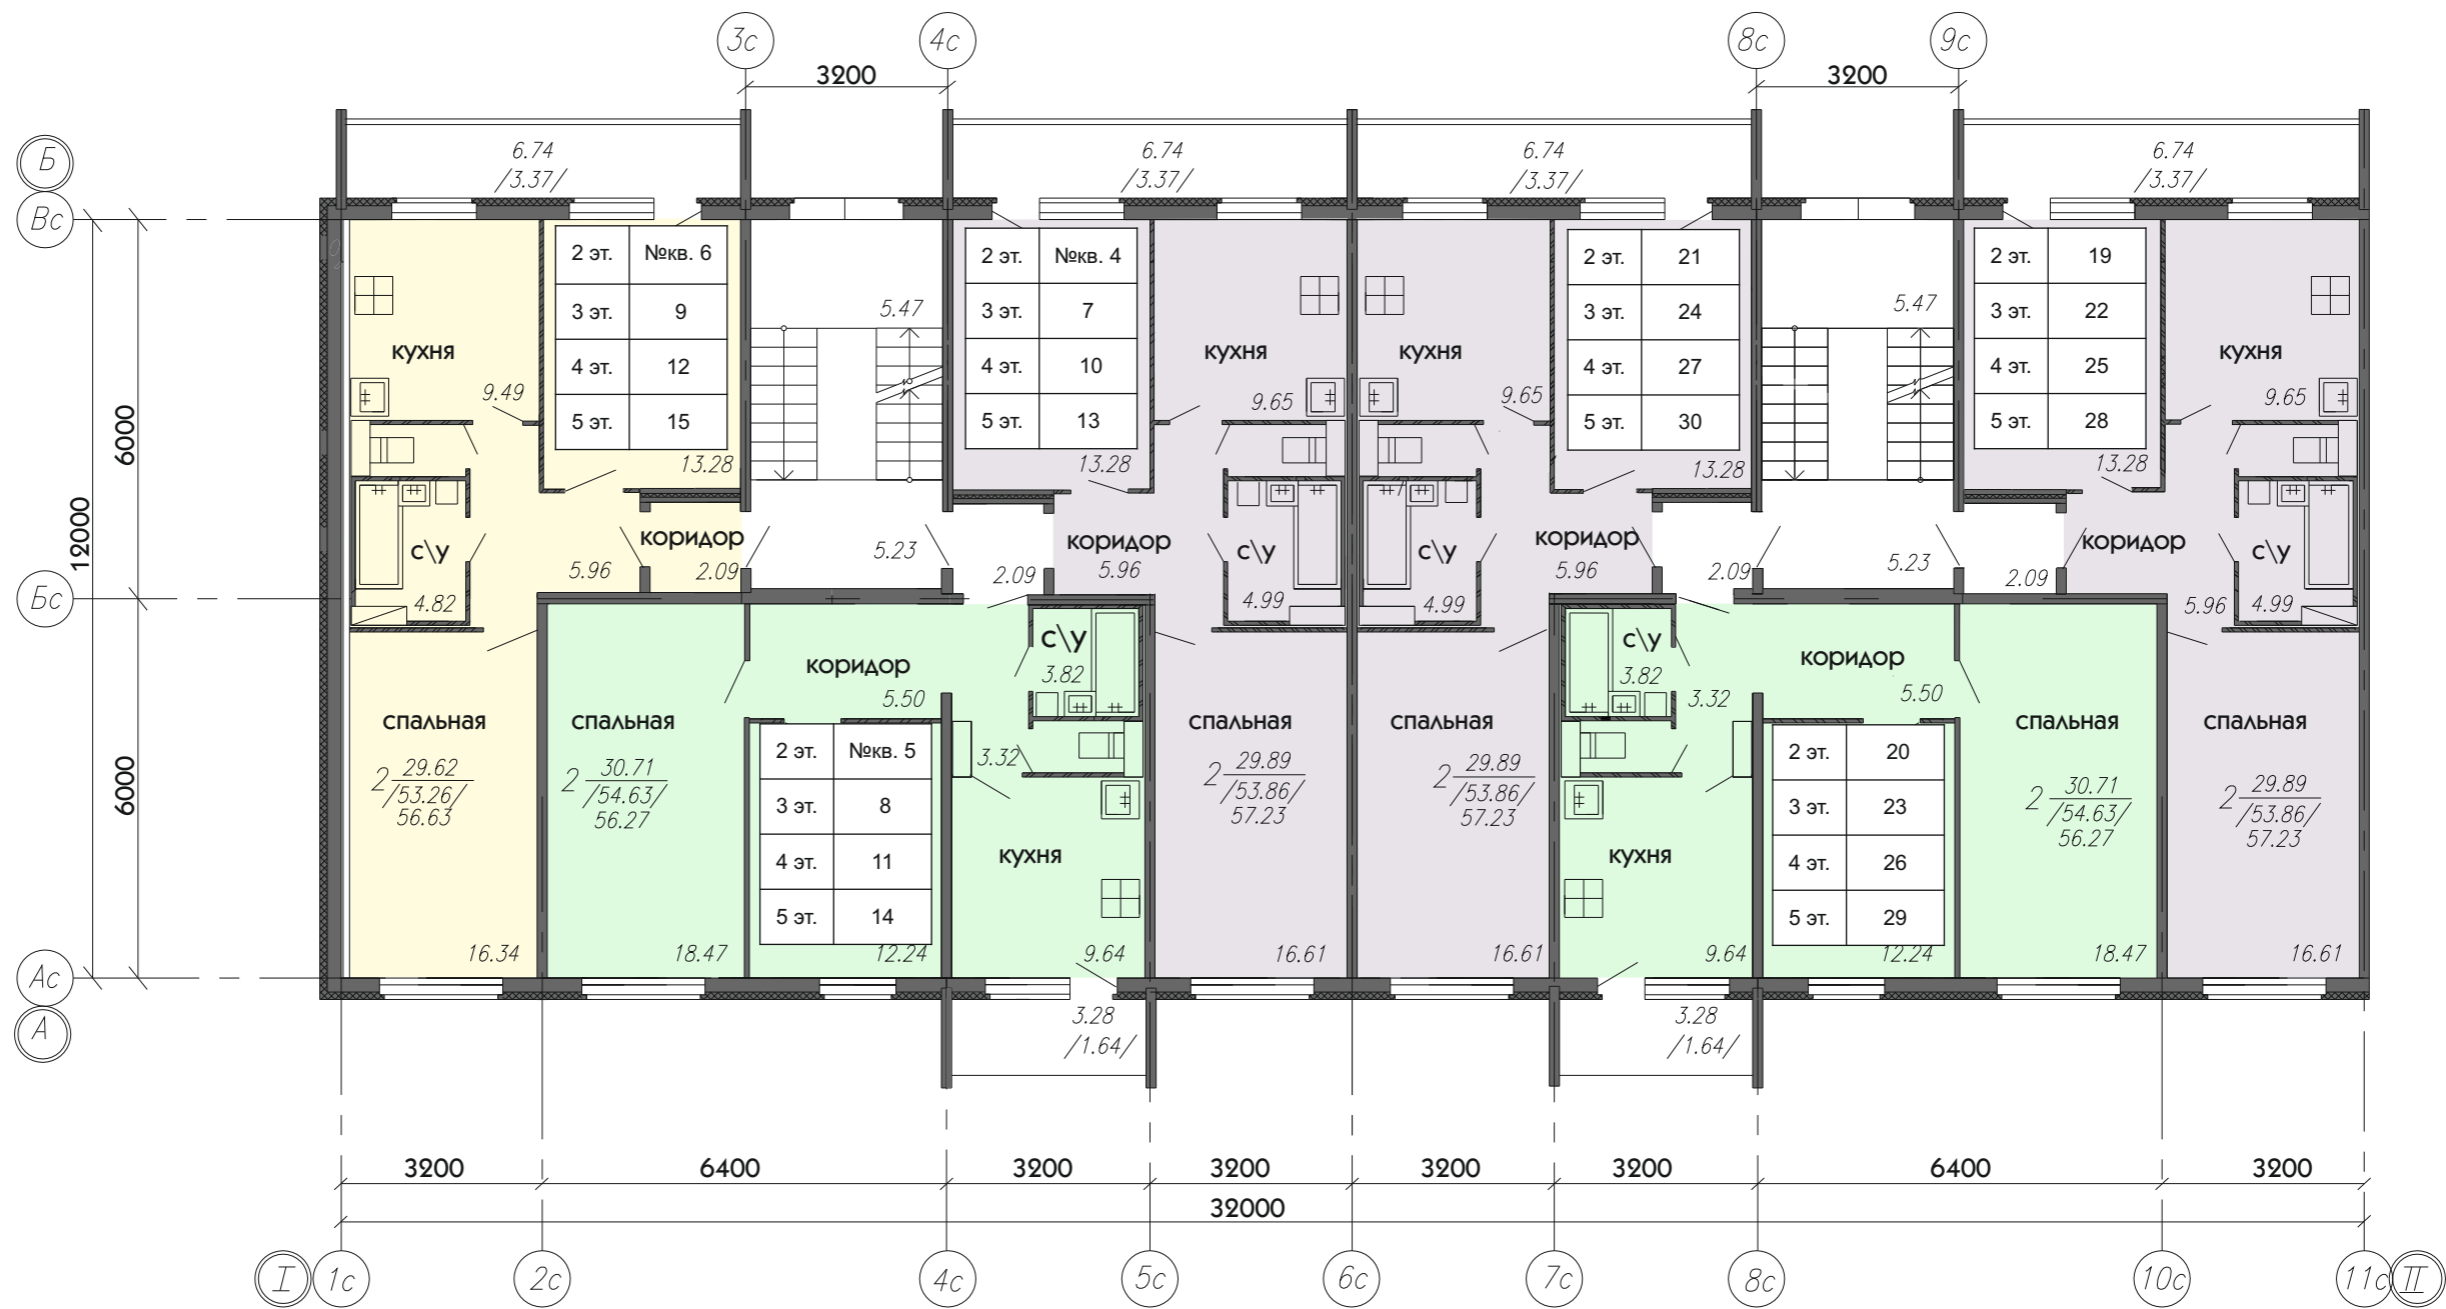 3с 4с 8с 9с
3200 3200
Б
6.74 6.74 6.74 6.74
/3.37/ /3.37/ /3.37/ /3.37/
Вс
2 эт. №кв. 6
3 эт. 9
4 эт. 12
5 эт. 15
2 эт. №кв. 4
3 эт. 7
4 эт. 10
5 эт. 13
2 эт. 21
3 эт. 24
4 эт. 27
5 эт. 30
2 эт. 19
3 эт. 22
4 эт. 25
5 эт. 28
5.47 5.47
кухня кухня кухня кухня
9.49 9.65 9.65 9.65
13.28 13.28 13.28 13.28
6000
12000
коридор коридор коридор коридор
с\у с\у с\у с\у
5.96 2.09 5.23 2.09 5.96 5.96 2.09 5.23 2.09 5.96
4.82 4.99 4.99 4.99
Бс
с\у с\у
коридор коридор
3.82 3.82
5.50 3.32 5.50
спальная спальная спальная спальная спальная спальная
6000
3.32
2 29.62
/53.26/
56.63
2 30.71
/54.63/
56.27
2 эт. №кв. 5
3 эт. 8
4 эт. 11
5 эт. 14
2 29.89
/53.86/
57.23
2 29.89
/53.86/
57.23
2 эт. 20
3 эт. 23
4 эт. 26
5 эт. 29
2 30.71
/54.63/
56.27
2 29.89
/53.86/
57.23
кухня кухня
16.34 18.47 12.24 9.64 16.61 16.61 9.64 12.24 18.47 16.61
Ас
А
3.28 3.28
/1.64/ /1.64/
3200 6400 3200 3200 3200 3200 6400 3200
32000
I 1с 2с 4с 5с 6с 7с 8с 10с 11с II